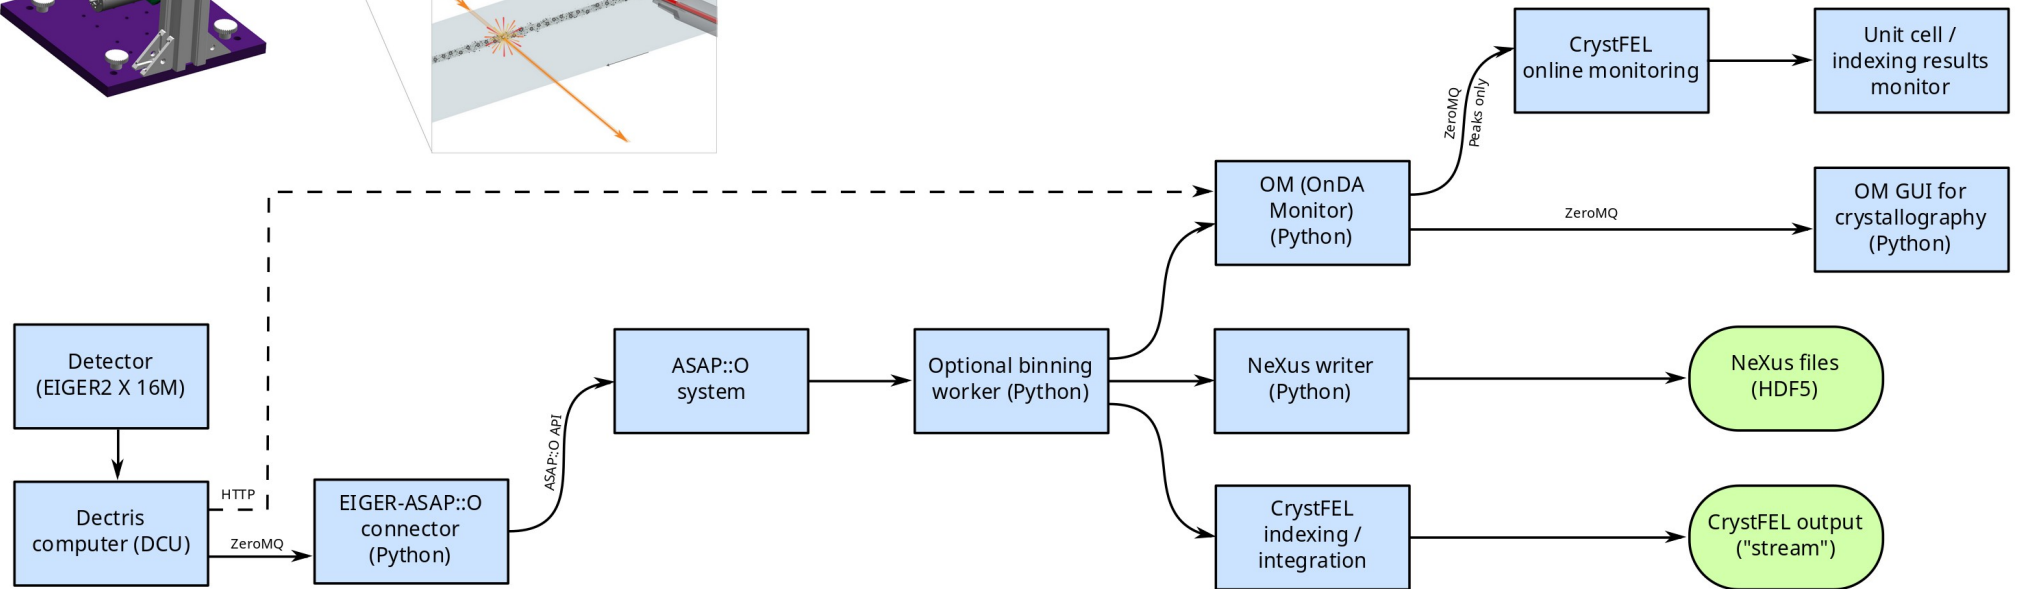 CrystFEL
online monitoring
Unit cell /
indexing results
monitor
ZeroMQ
Peaks only
OM (OnDA
Monitor)
(Python)
ZeroMQ
OM GUI for
crystallography
(Python)
Detector
(EIGER2 X 16M)
ASAP::O
system
Optional binning
worker (Python)
NeXus writer
(Python)
NeXus files
(HDF5)
ASAP::O API
HTTP
Dectris
computer (DCU)
ZeroMQ
EIGER-ASAP::O
connector
(Python)
CrystFEL
indexing /
integration
CrystFEL output
("stream")